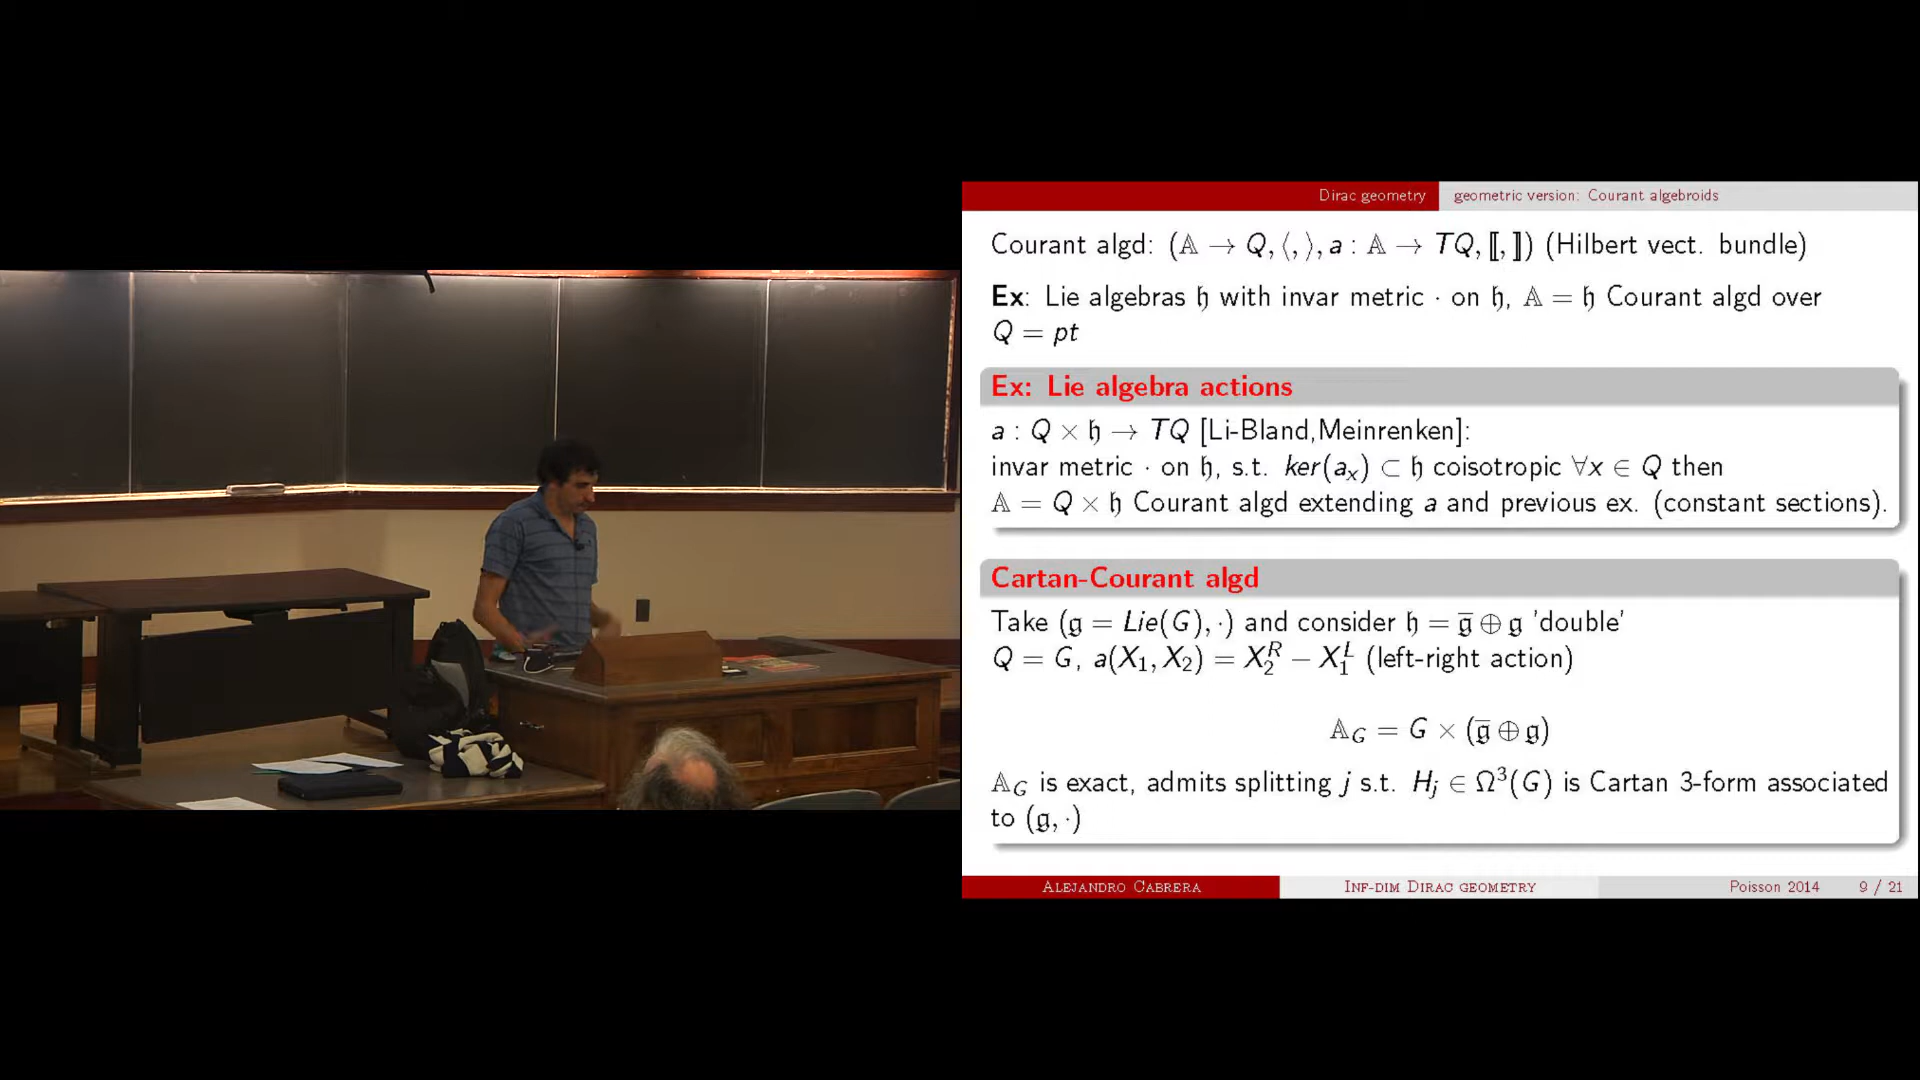 Dirac geometry geometric version: Courant algebroids
Courant algd: (𝔸 → Q, ⟨, ⟩, a : 𝔸 → TQ, ⟦, ⟧) (Hilbert vect. bundle)
Ex: Lie algebras 𝔥 with invar metric · on 𝔥, 𝔸 = 𝔥 Courant algd over
Q = pt
Ex: Lie algebra actions
a : Q × 𝔥 → TQ [Li-Bland,Meinrenken]:
invar metric · on 𝔥, s.t. ker(aₓ) ⊂ 𝔥 coisotropic ∀x ∈ Q then
𝔸 = Q × 𝔥 Courant algd extending a and previous ex. (constant sections).
Cartan-Courant algd
Take (𝔤 = Lie(G), ·) and consider 𝔥 = 𝔤̅ ⊕ 𝔤 'double'
Q = G, a(X₁, X₂) = X₂ᴿ − X₁ᴸ (left-right action)
𝔸_G = G × (𝔤̅ ⊕ 𝔤)
𝔸_G is exact, admits splitting j s.t. H_j ∈ Ω³(G) is Cartan 3-form associated
to (𝔤, ·)
Alejandro Cabrera Inf-dim Dirac geometry Poisson 2014 9 / 21